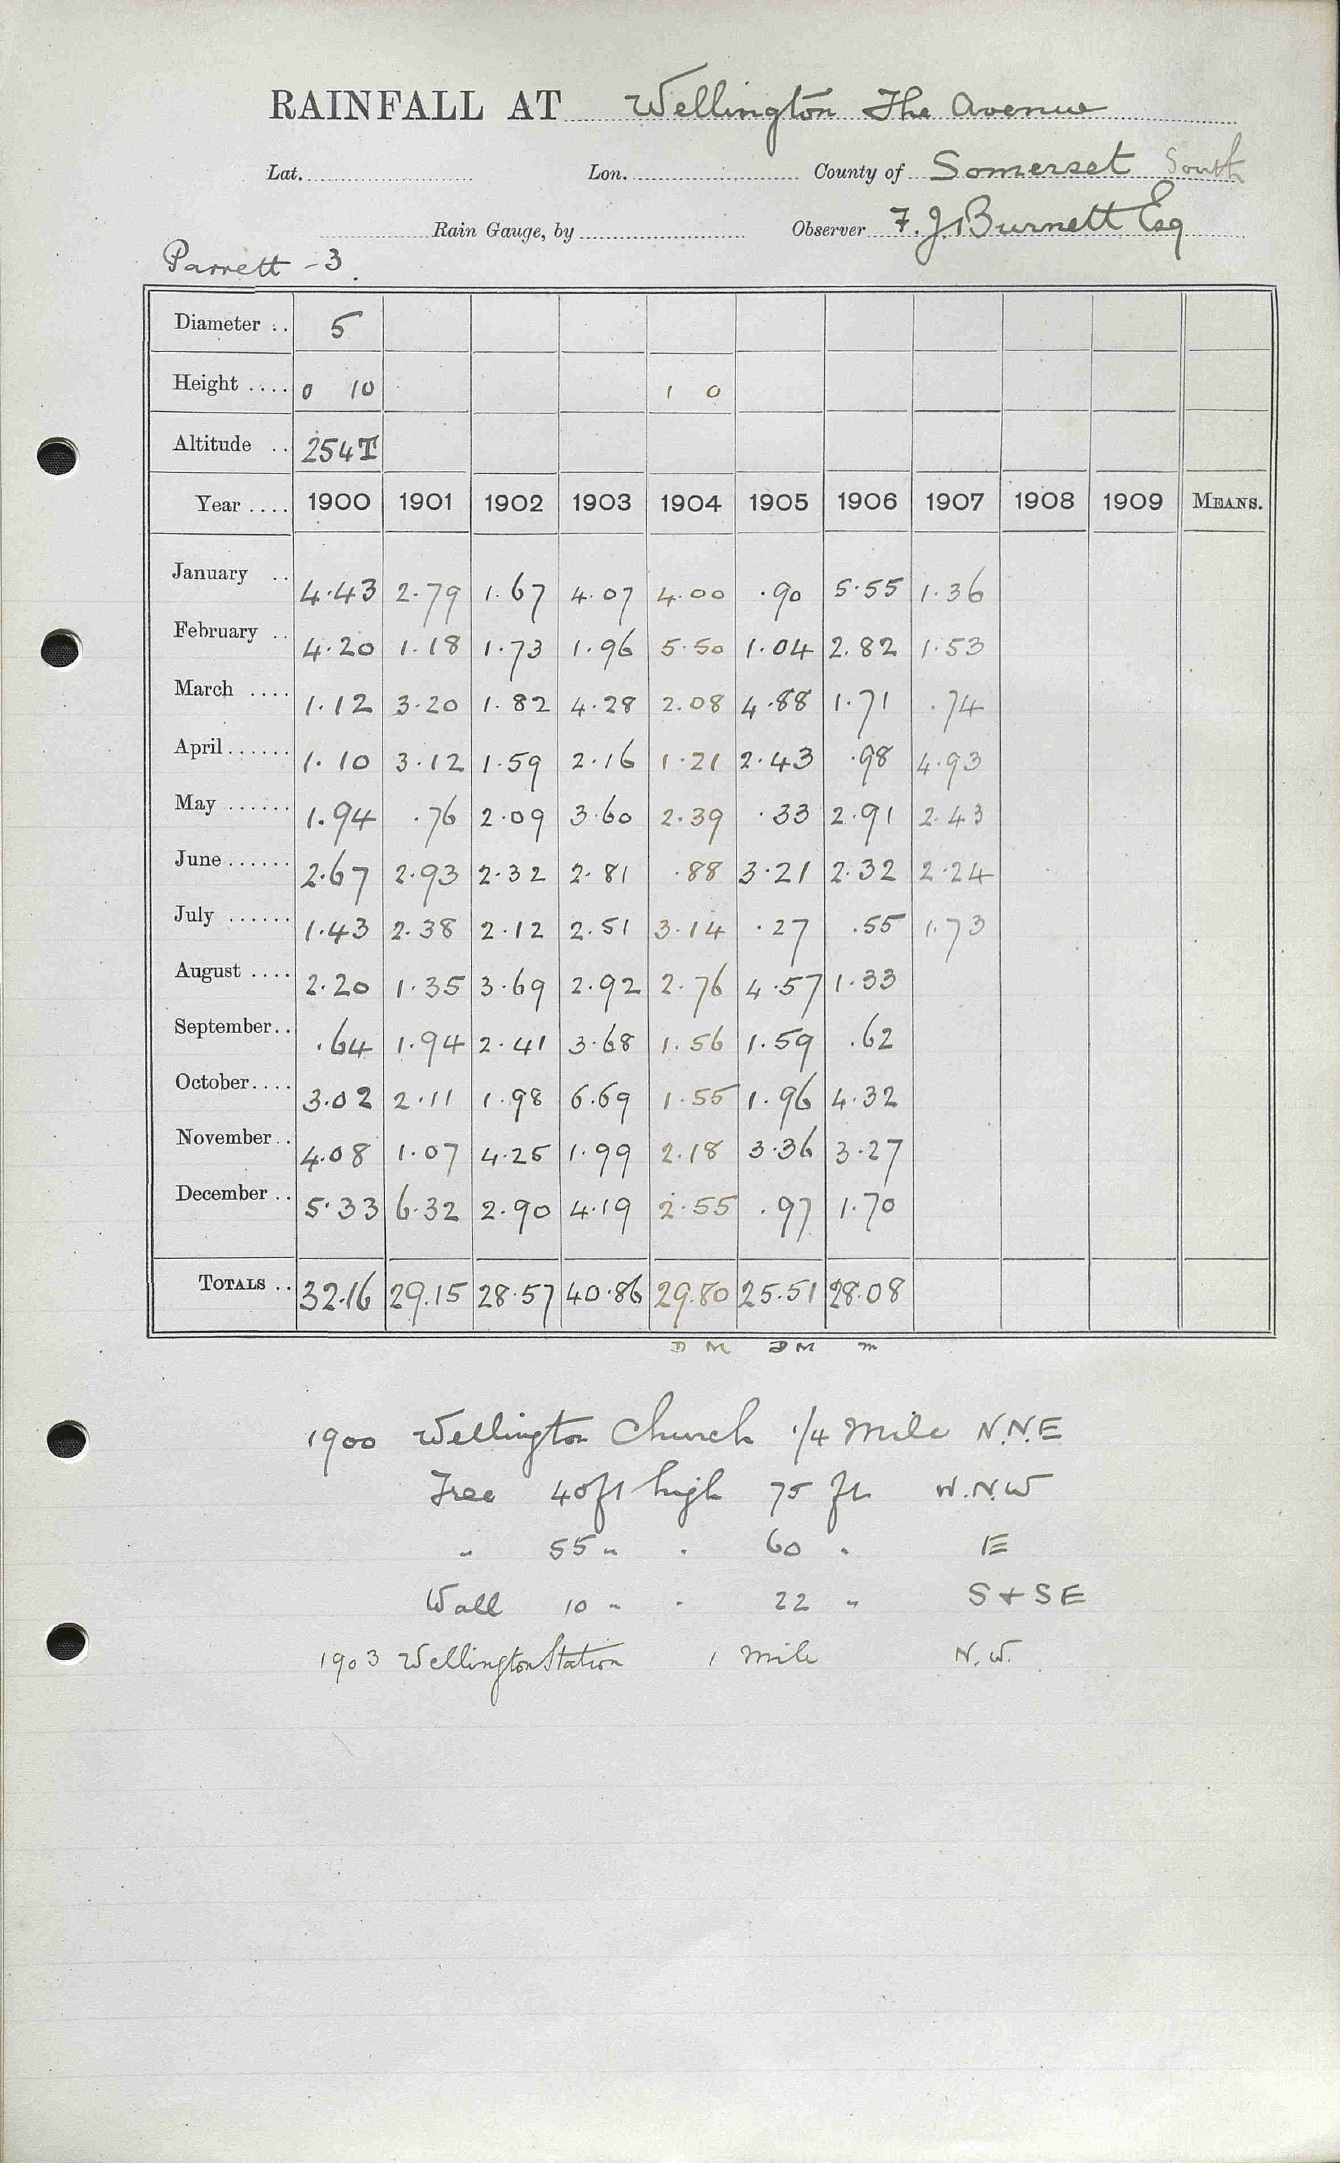 RAINFALL AT Wellington The Avenue
Lat. Lon. County of Somerset South
Rain Gauge, by Observer F. J. Burnett Esq
Parrett - 3.
Diameter .. 5
Height .... 0 10 1 0
Altitude .. 254T
Year .... 1900 1901 1902 1903 1904 1905 1906 1907 1908 1909 MEANS.
January .. 4.43 2.79 1.67 4.07 4.00 .90 5.55 1.36
February .. 4.20 1.18 1.73 1.96 5.50 1.04 2.82 1.53
March .... 1.12 3.20 1.82 4.28 2.08 4.88 1.71 .74
April ...... 1.10 3.12 1.59 2.16 1.21 2.43 .98 4.93
May ...... 1.94 .76 2.09 3.60 2.39 .33 2.91 2.43
June ...... 2.67 2.93 2.32 2.81 .88 3.21 2.32 2.24
July ...... 1.43 2.38 2.12 2.51 3.14 .27 .55 1.73
August .... 2.20 1.35 3.69 2.92 2.76 4.57 1.33
September .. .64 1.94 2.41 3.68 1.56 1.59 .62
October .... 3.02 2.11 1.98 6.69 1.55 1.96 4.32
November .. 4.08 1.07 4.25 1.99 2.18 3.36 3.27
December .. 5.33 6.32 2.90 4.19 2.55 .97 1.70
TOTALS .. 32.16 29.15 28.57 40.86 29.80 25.51 28.08
D M D M m
1900 Wellington Church 1/4 Mile N.N.E
Tree 40ft high 75 ft W.N.W
" 55 " " 60 " E
Wall 10 " " 22 " S + SE
1903 Wellington Station 1 Mile N.W.